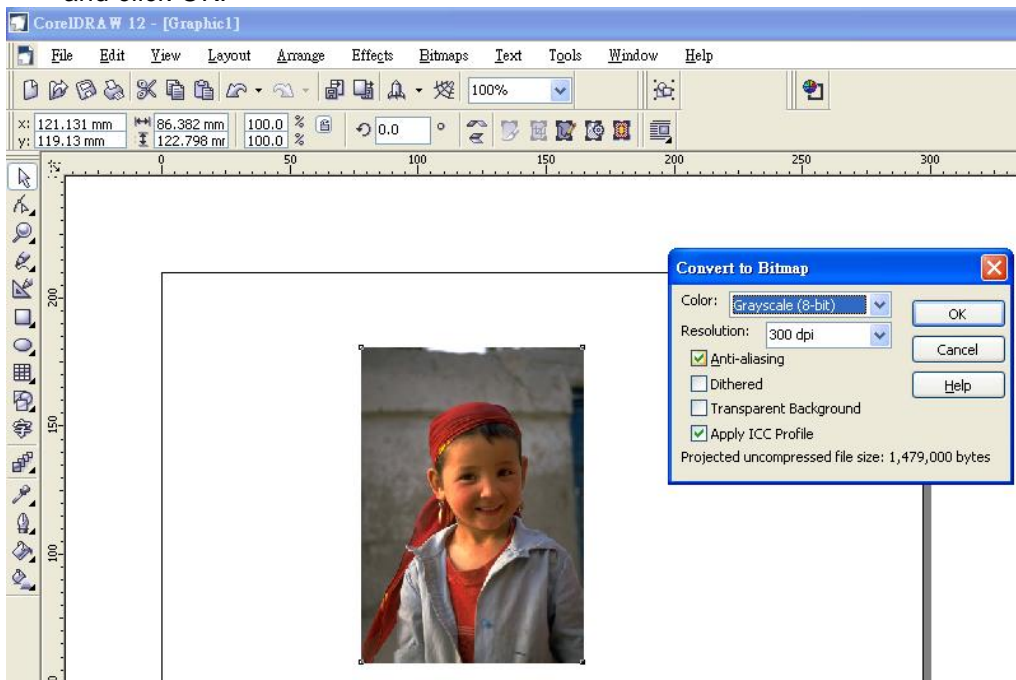 and click OK.
CorelDRAW 12 - [Graphic1]
File Edit View Layout Arrange Effects Bitmaps Text Tools Window Help
100%
x: 121.131 mm 86.382 mm 100.0 % 0.0 °
y: 119.13 mm 122.798 mr 100.0 %
0 50 100 150 200 250 300
Convert to Bitmap
Color: Grayscale (8-bit) OK
Resolution: 300 dpi Cancel
Anti-aliasing
Dithered Help
Transparent Background
Apply ICC Profile
Projected uncompressed file size: 1,479,000 bytes
200
150
字
100